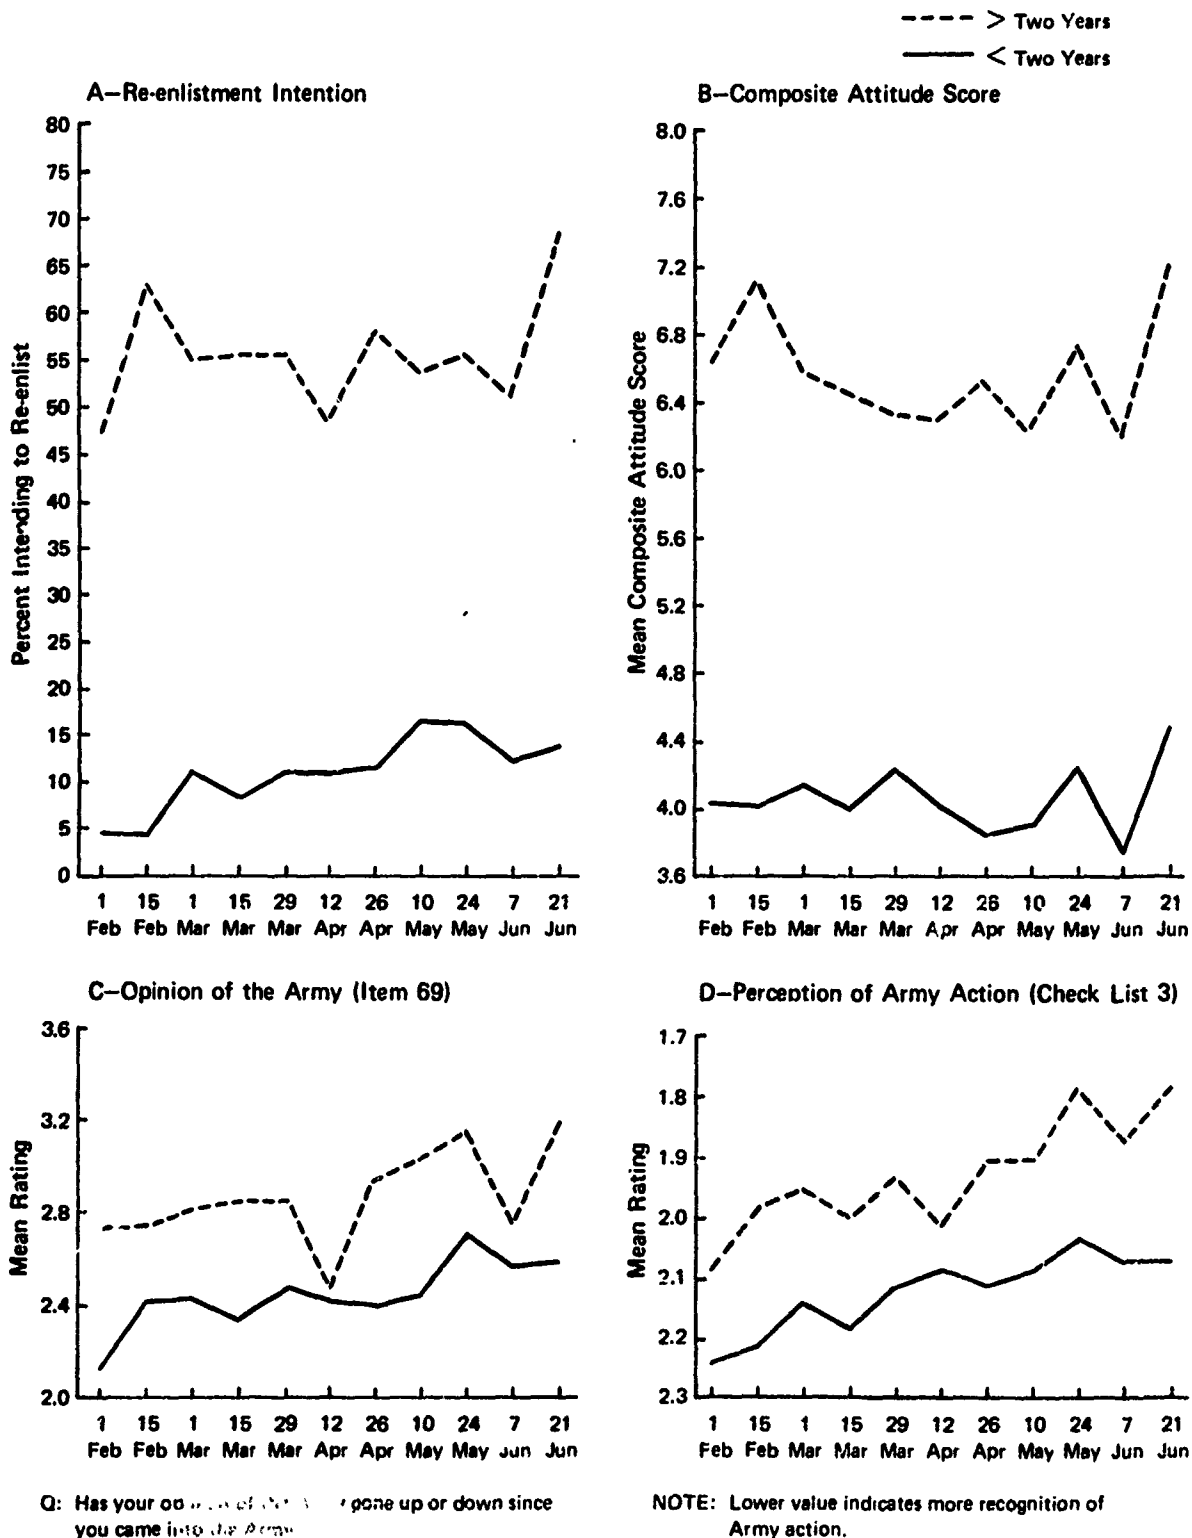 > Two Years
< Two Years
A—Re-enlistment Intention
Percent Intending to Re-enlist
80
75
70
65
60
55
50
45
40
35
30
25
20
15
10
5
0
1 15 1 15 29 12 26 10 24 7 21
Feb Feb Mar Mar Mar Apr Apr May May Jun Jun
B—Composite Attitude Score
Mean Composite Attitude Score
8.0
7.6
7.2
6.8
6.4
6.0
5.6
5.2
4.8
4.4
4.0
3.6
1 15 1 15 29 12 26 10 24 7 21
Feb Feb Mar Mar Mar Apr Apr May May Jun Jun
C—Opinion of the Army (Item 69)
Mean Rating
3.6
3.2
2.8
2.4
2.0
1 15 1 15 29 12 26 10 24 7 21
Feb Feb Mar Mar Mar Apr Apr May May Jun Jun
Q: Has your gone up or down since
you came into the Army
D—Perception of Army Action (Check List 3)
Mean Rating
1.7
1.8
1.9
2.0
2.1
2.2
2.3
1 15 1 15 29 12 26 10 24 7 21
Feb Feb Mar Mar Mar Apr Apr May May Jun Jun
NOTE: Lower value indicates more recognition of
Army action.